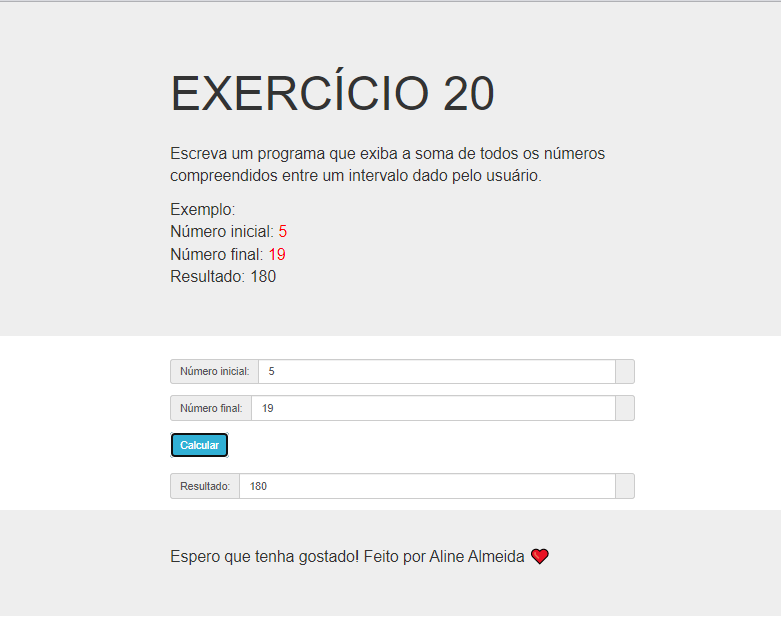 EXERCÍCIO 20
Escreva um programa que exiba a soma de todos os números
compreendidos entre um intervalo dado pelo usuário.
Exemplo:
Número inicial: 5
Número final: 19
Resultado: 180
Número inicial: 5
Número final: 19
Calcular
Resultado: 180
Espero que tenha gostado! Feito por Aline Almeida